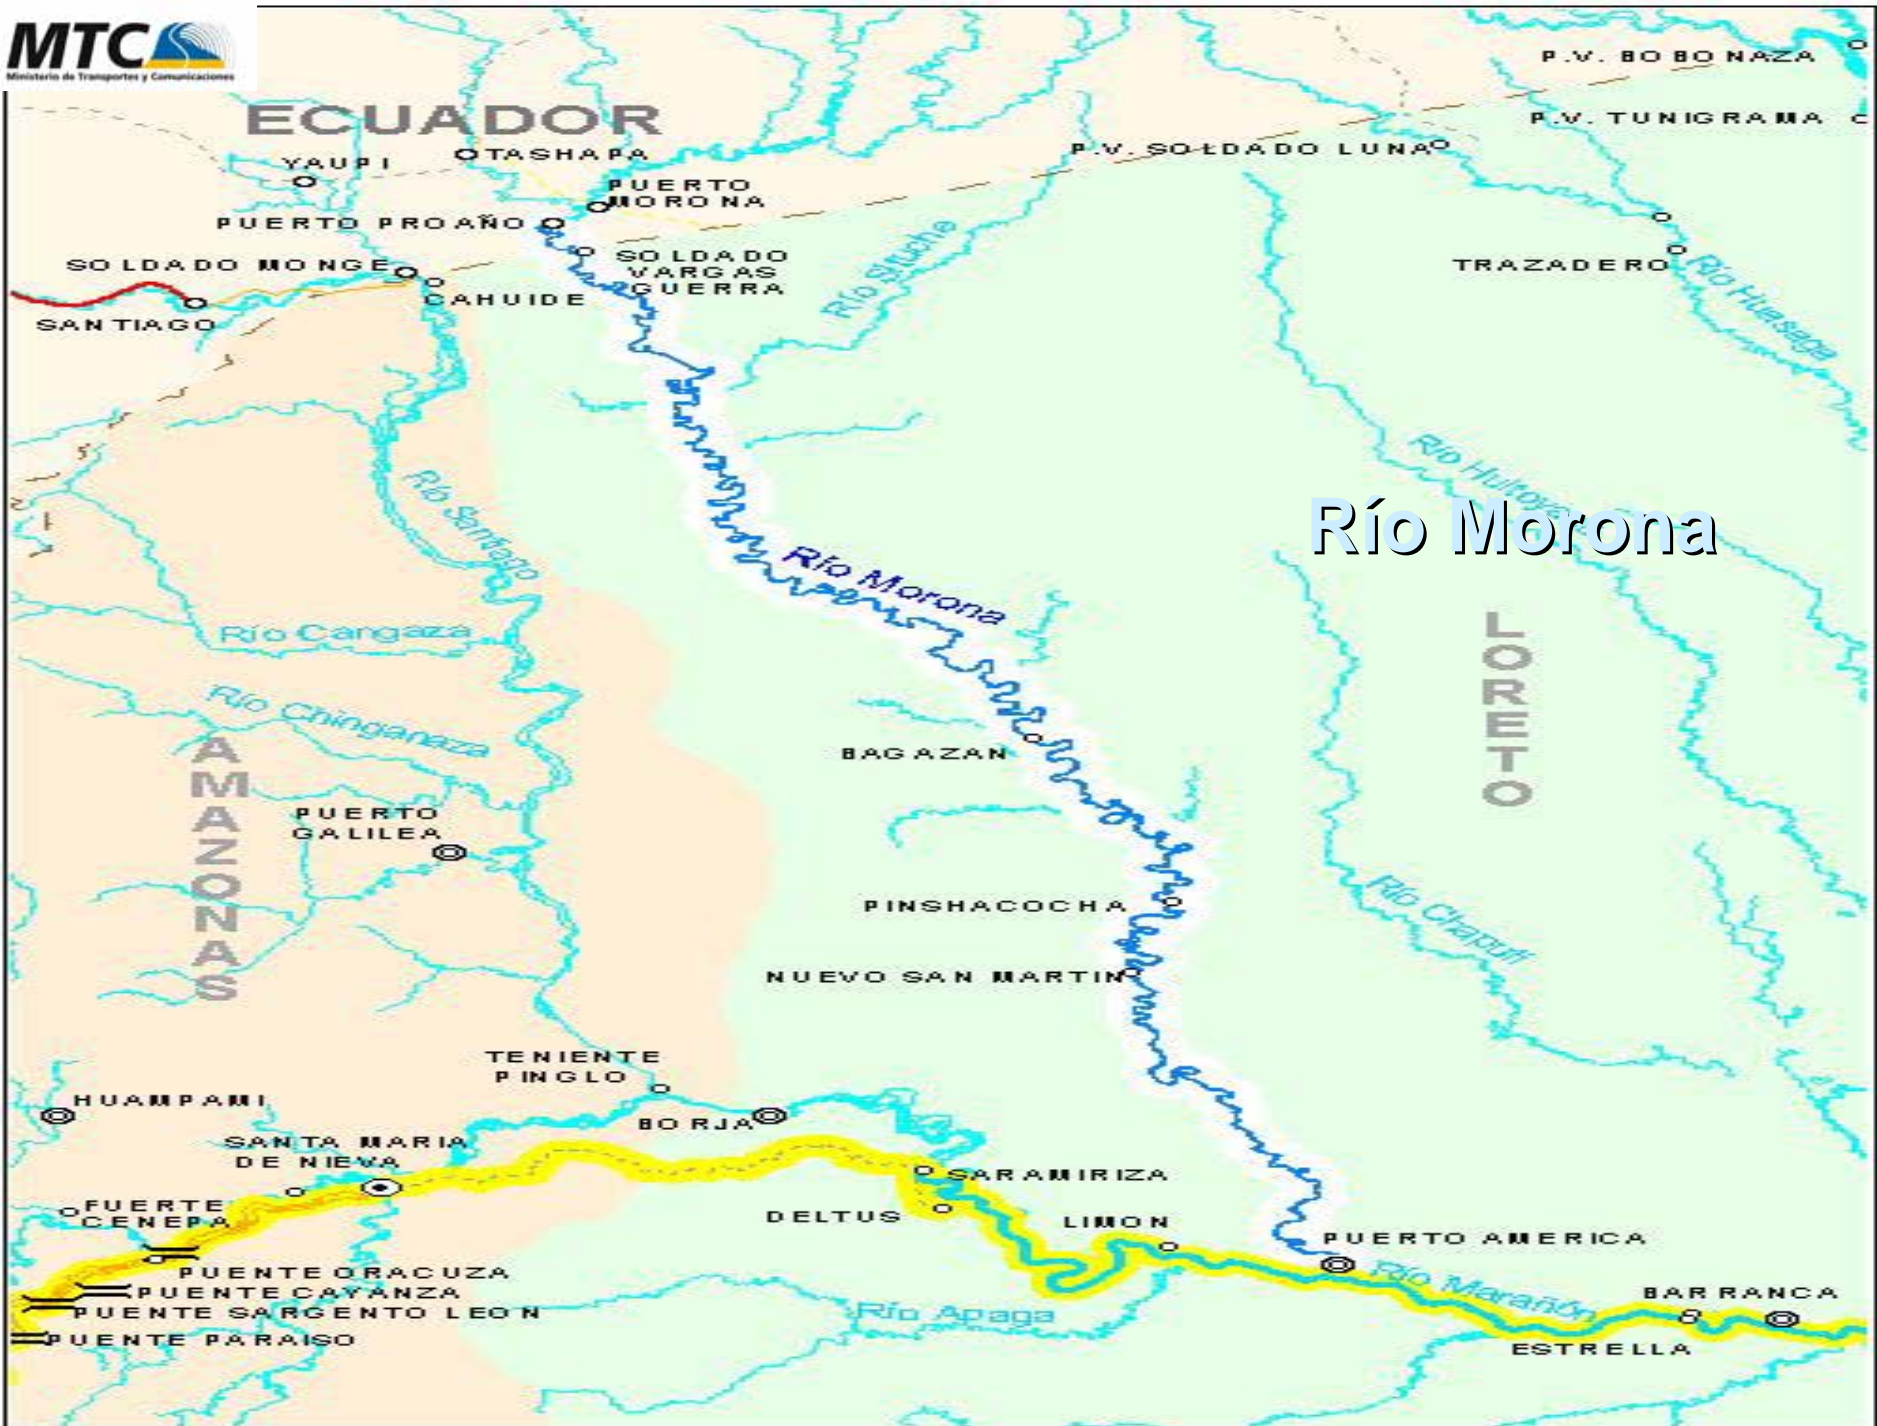 MTC
Ministerio de Transportes y Comunicaciones
P.V. BOBONAZA
ECUADOR
P.V. TUNIGRAMA
YAUPI
TASHAPA
P.V. SOLDADO LUNA
PUERTO
MORONA
PUERTO PROAÑO
SOLDADO MONGE
SOLDADO
VARGAS
GUERRA
Río Situche
TRAZADERO
Río Huasaga
CAHUIDE
SANTIAGO
Río Santiago
Río Huitoyacu
Río Morona
Río Morona
LORETO
Río Cangaza
Río Chinganaza
AMAZONAS
BAGAZAN
PUERTO
GALILEA
PINSHACOCHA
Río Chapuli
NUEVO SAN MARTIN
TENIENTE
PINGLO
HUAMPAMI
BORJA
SANTA MARIA
DE NIEVA
SARAMIRIZA
FUERTE
CENEPA
DELTUS
LIMON
PUERTO AMERICA
PUENTE ORACUZA
PUENTE CAYANZA
Río Marañón
BARRANCA
PUENTE SARGENTO LEON
Río Apaga
PUENTE PARAISO
ESTRELLA